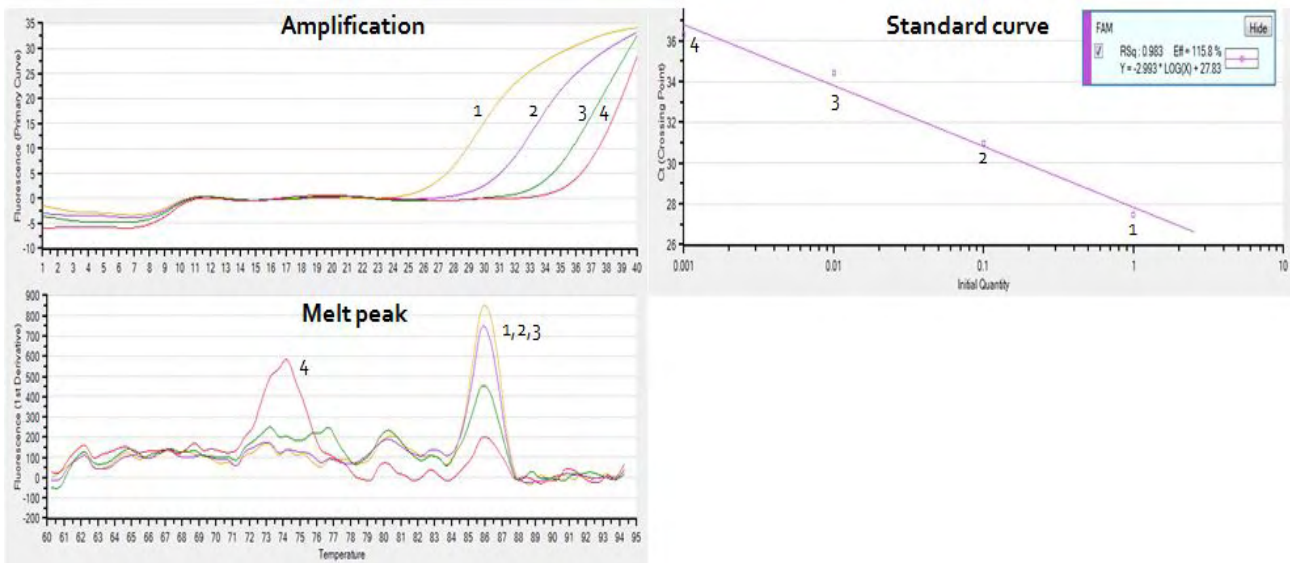 Amplification
Fluorescence (Primary Curve)
35
30
25
20
15
10
5
0
-5
-10
1
2
3
4
1 2 3 4 5 6 7 8 9 10 11 12 13 14 15 16 17 18 19 20 21 22 23 24 25 26 27 28 29 30 31 32 33 34 35 36 37 38 39 40
Standard curve
FAM
Hide
RSq : 0.983 Eff = 115.8 %
Y = -2.993 * LOG(X) + 27.83
Ct (Crossing Point)
36
34
32
30
28
26
4
3
2
1
0.001 0.01 0.1 1 10
Initial Quantity
Melt peak
Fluorescence (1st Derivative)
900
800
700
600
500
400
300
200
100
0
-100
-200
4
1,2,3
60 61 62 63 64 65 66 67 68 69 70 71 72 73 74 75 76 77 78 79 80 81 82 83 84 85 86 87 88 89 90 91 92 93 94 95
Temperature